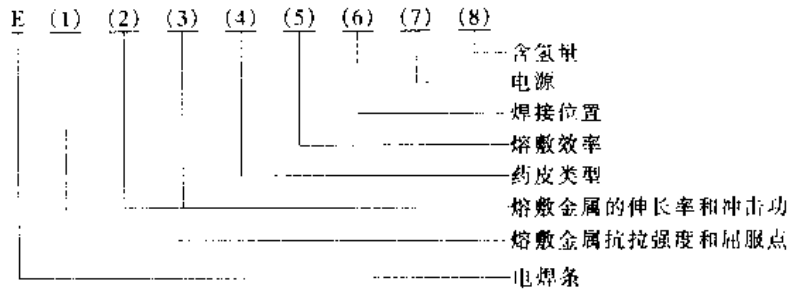 E (1) (2) (3) (4) (5) (6) (7) (8)
含氢量
电源
焊接位置
熔敷效率
药皮类型
熔敷金属的伸长率和冲击功
熔敷金属抗拉强度和屈服点
电焊条